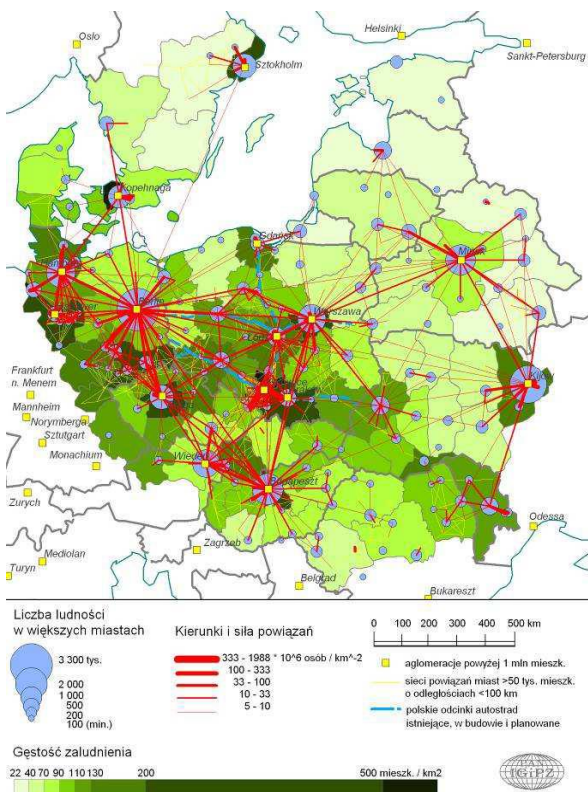 Oslo
Helsinki
Sankt-Petersburg
Sztokholm
Kopehnaga
Gdańsk
Mińsk
Warszawa
Frankfurt
n. Menem
Mannheim
Norymberga
Sztutgart
Monachium
Wiedeń
Budapeszt
Zurych
Odessa
Zagrzeb
Mediolan
Turyn
Belgrad
Bukareszt
Liczba ludności
w większych miastach
3 300 tys.
2 000
1 000
500
200
100 (min.)
Kierunki i siła powiązań
333 - 1988 * 10^6 osób / km^-2
100 - 333
33 - 100
10 - 33
5 - 10
0 100 200 300 400 500 km
aglomeracje powyżej 1 mln mieszk.
sieci powiązań miast >50 tys. mieszk.
o odległościach <100 km
polskie odcinki autostrad
istniejące, w budowie i planowane
Gęstość zaludnienia
22 40 70 90 110 130 200 500 mieszk. / km2
IGiPZ